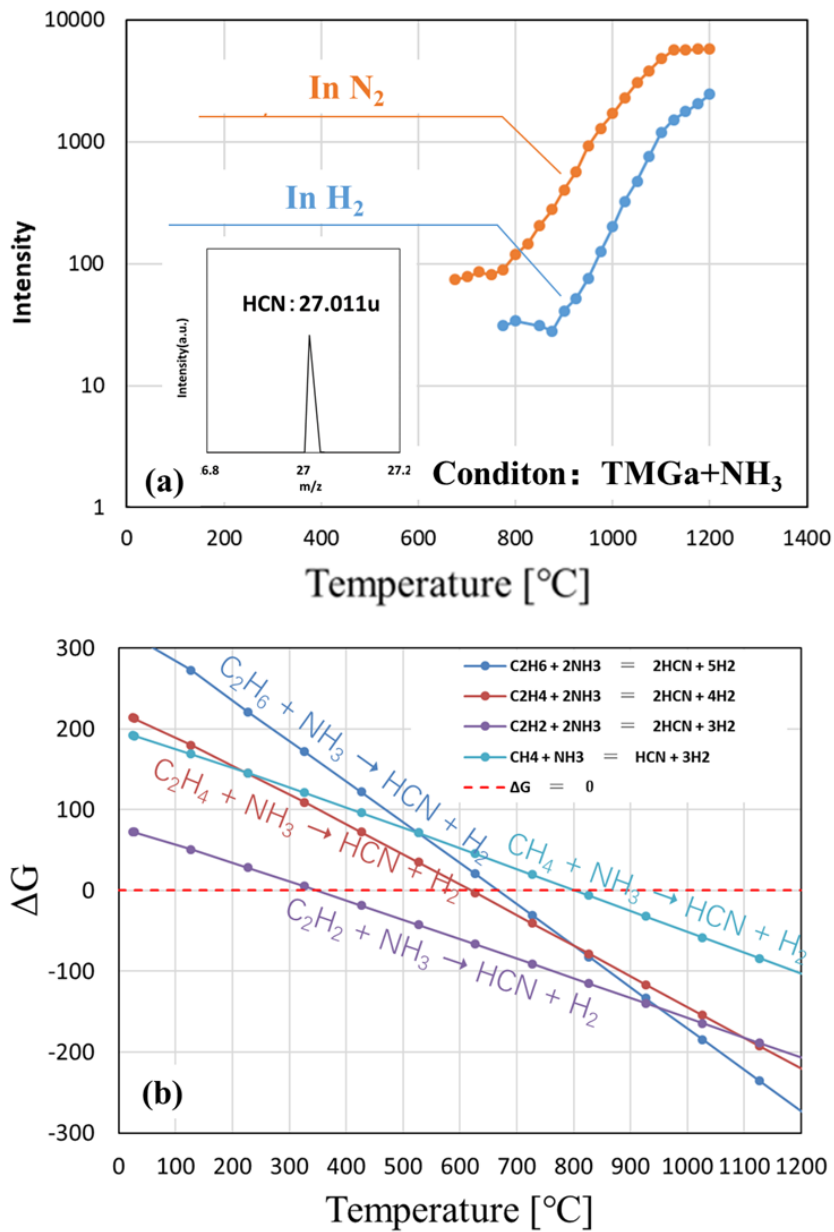 10000
1000
100
10
1
Intensity
In N₂
In H₂
HCN : 27.011u
Intensity(a.u.)
6.8 27 27.2
m/z
(a)
Conditon： TMGa+NH₃
0 200 400 600 800 1000 1200 1400
Temperature [°C]
300
200
100
0
-100
-200
-300
ΔG
C2H6 + 2NH3 = 2HCN + 5H2
C2H4 + 2NH3 = 2HCN + 4H2
C2H2 + 2NH3 = 2HCN + 3H2
CH4 + NH3 = HCN + 3H2
ΔG = 0
C₂H₆ + NH₃ → HCN + H₂
C₂H₄ + NH₃ → HCN + H₂
CH₄ + NH₃ → HCN + H₂
C₂H₂ + NH₃ → HCN + H₂
(b)
0 100 200 300 400 500 600 700 800 900 1000 1100 1200
Temperature [°C]